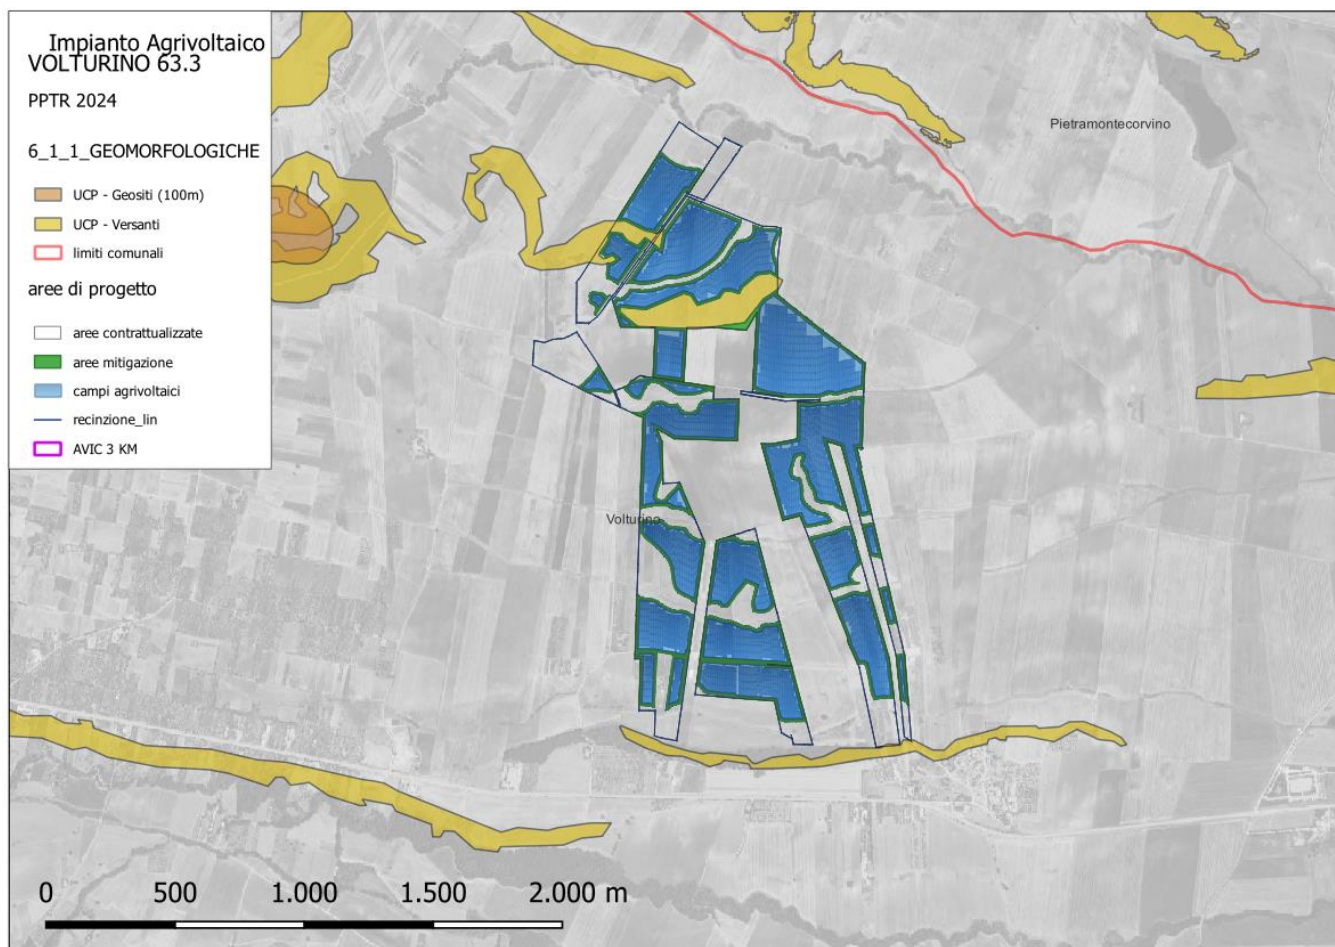 Impianto Agrivoltaico
VOLTURINO 63.3
PPTR 2024
6_1_1_GEOMORFOLOGICHE
UCP - Geositi (100m)
UCP - Versanti
limiti comunali
aree di progetto
aree contrattualizzate
aree mitigazione
campi agrivoltaici
recinzione_lin
AVIC 3 KM
Pietramontecorvino
Volturino
0 500 1.000 1.500 2.000 m